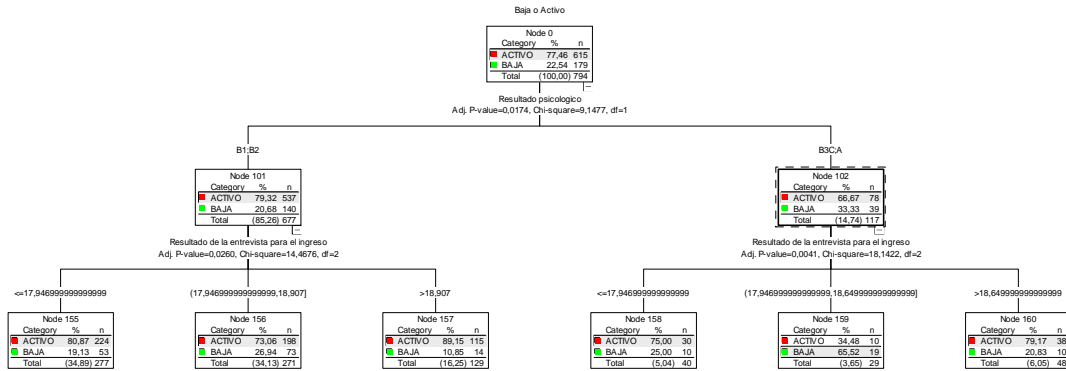 Baja o Activo
Node 0
Category % n
ACTIVO 77,46 615
BAJA 22,54 179
Total (100,00) 794
Resultado psicologico
Adj. P-value=0,0174, Chi-square=9,1477, df=1
B1;B2
B3C;A
Node 101
Category % n
ACTIVO 79,32 537
BAJA 20,68 140
Total (85,26) 677
Node 102
Category % n
ACTIVO 66,67 78
BAJA 33,33 39
Total (14,74) 117
Resultado de la entrevista para el ingreso
Adj. P-value=0,0260, Chi-square=14,4676, df=2
Resultado de la entrevista para el ingreso
Adj. P-value=0,0041, Chi-square=18,1422, df=2
<=17,946999999999999
(17,946999999999999,18,907]
>18,907
<=17,946999999999999
(17,946999999999999,18,649999999999999]
>18,649999999999999
Node 155
Category % n
ACTIVO 80,87 224
BAJA 19,13 53
Total (34,89) 277
Node 156
Category % n
ACTIVO 73,06 198
BAJA 26,94 73
Total (34,13) 271
Node 157
Category % n
ACTIVO 89,15 115
BAJA 10,85 14
Total (16,25) 129
Node 158
Category % n
ACTIVO 75,00 30
BAJA 25,00 10
Total (5,04) 40
Node 159
Category % n
ACTIVO 34,48 10
BAJA 65,52 19
Total (3,65) 29
Node 160
Category % n
ACTIVO 79,17 38
BAJA 20,83 10
Total (6,05) 48